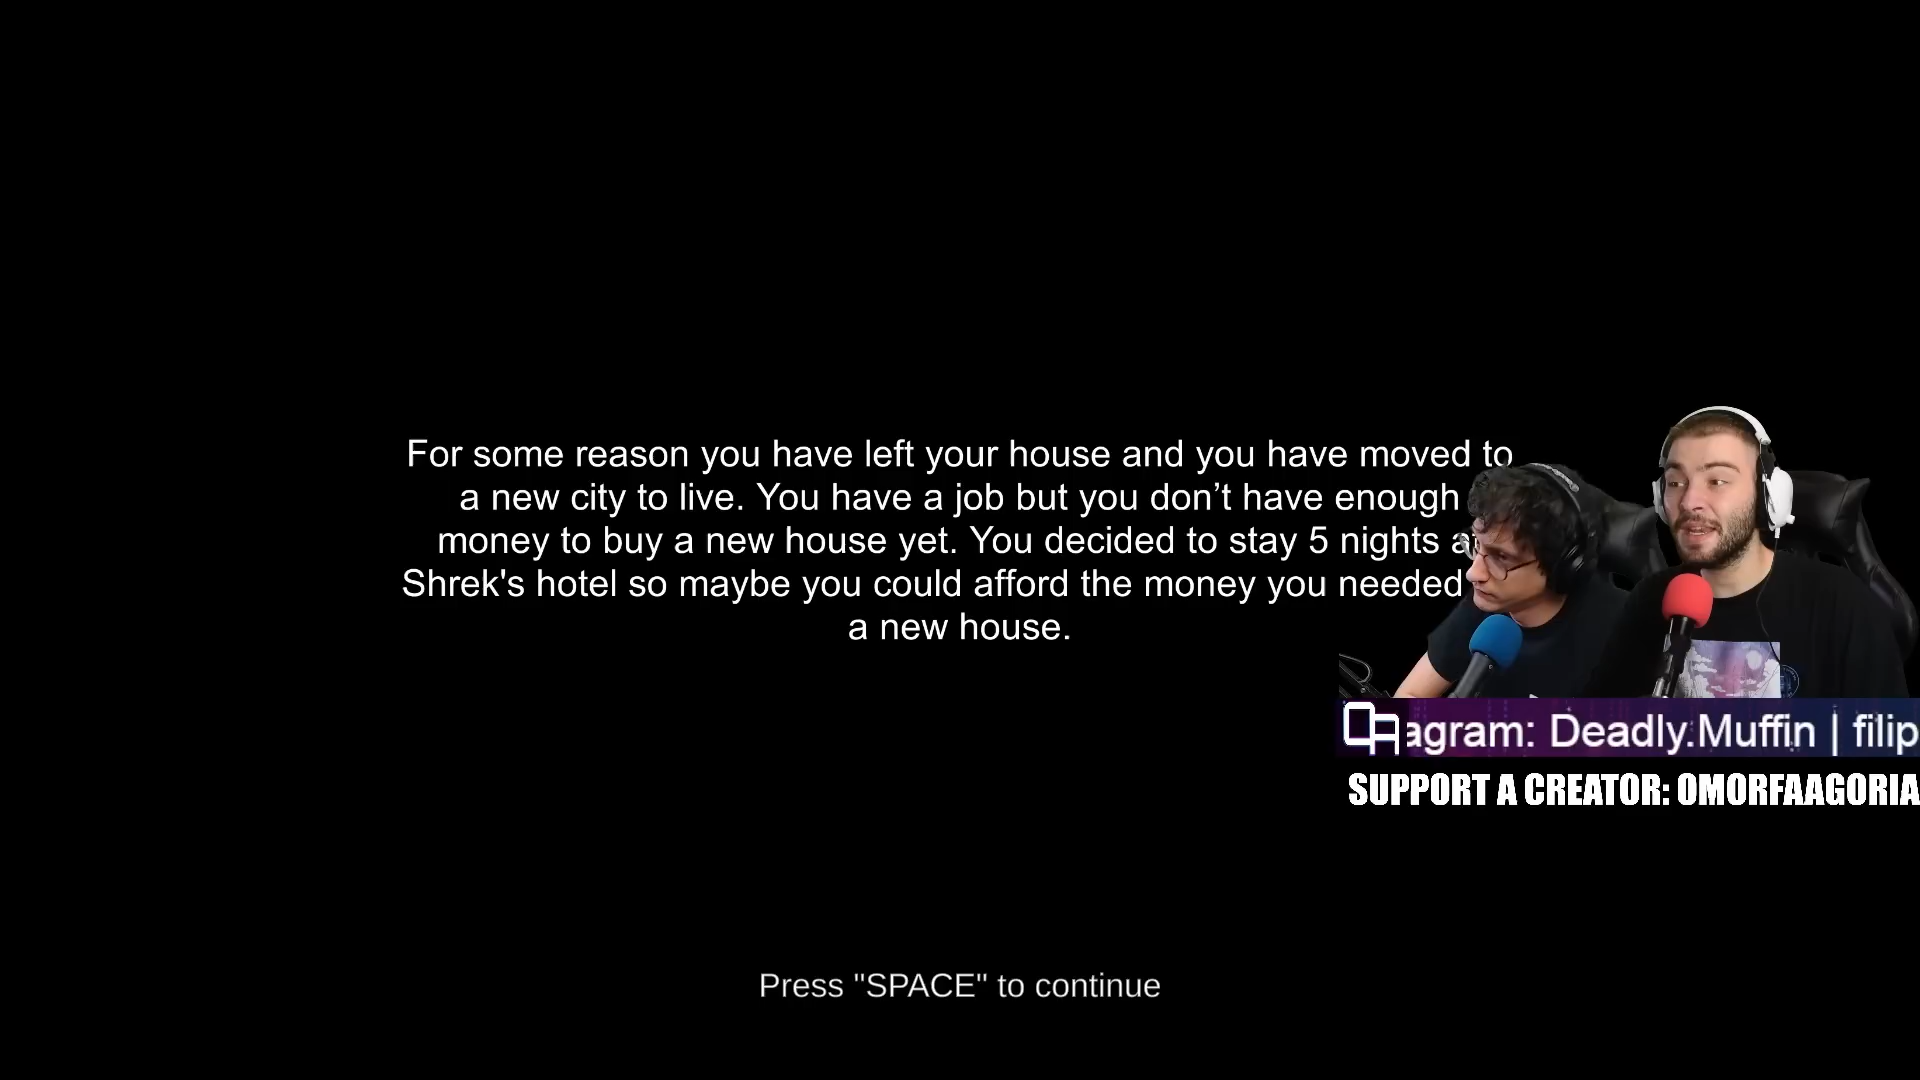 For some reason you have left your house and you have moved to
a new city to live. You have a job but you don’t have enough
money to buy a new house yet. You decided to stay 5 nights
Shrek's hotel so maybe you could afford the money you needed
a new house.
agram: Deadly.Muffin | filip
SUPPORT A CREATOR: OMORFAAGORIA
Press "SPACE" to continue